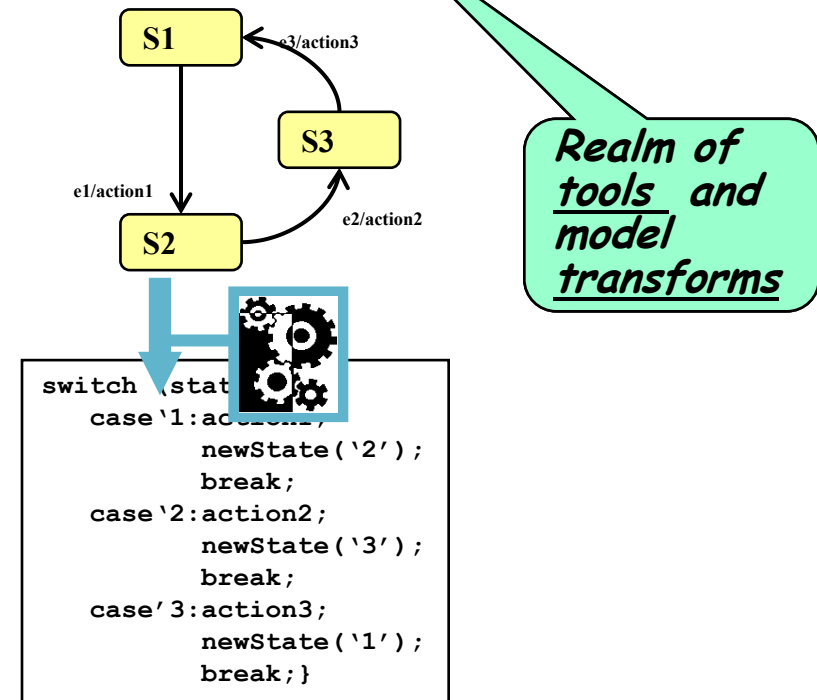 S1
e3/action3
S3
e1/action1
e2/action2
S2
Realm of
tools and
model
transforms
switch
case‘1:
newState(‘2’);
break;
case‘2:action2;
newState(‘3’);
break;
case’3:action3;
newState(‘1’);
break;}